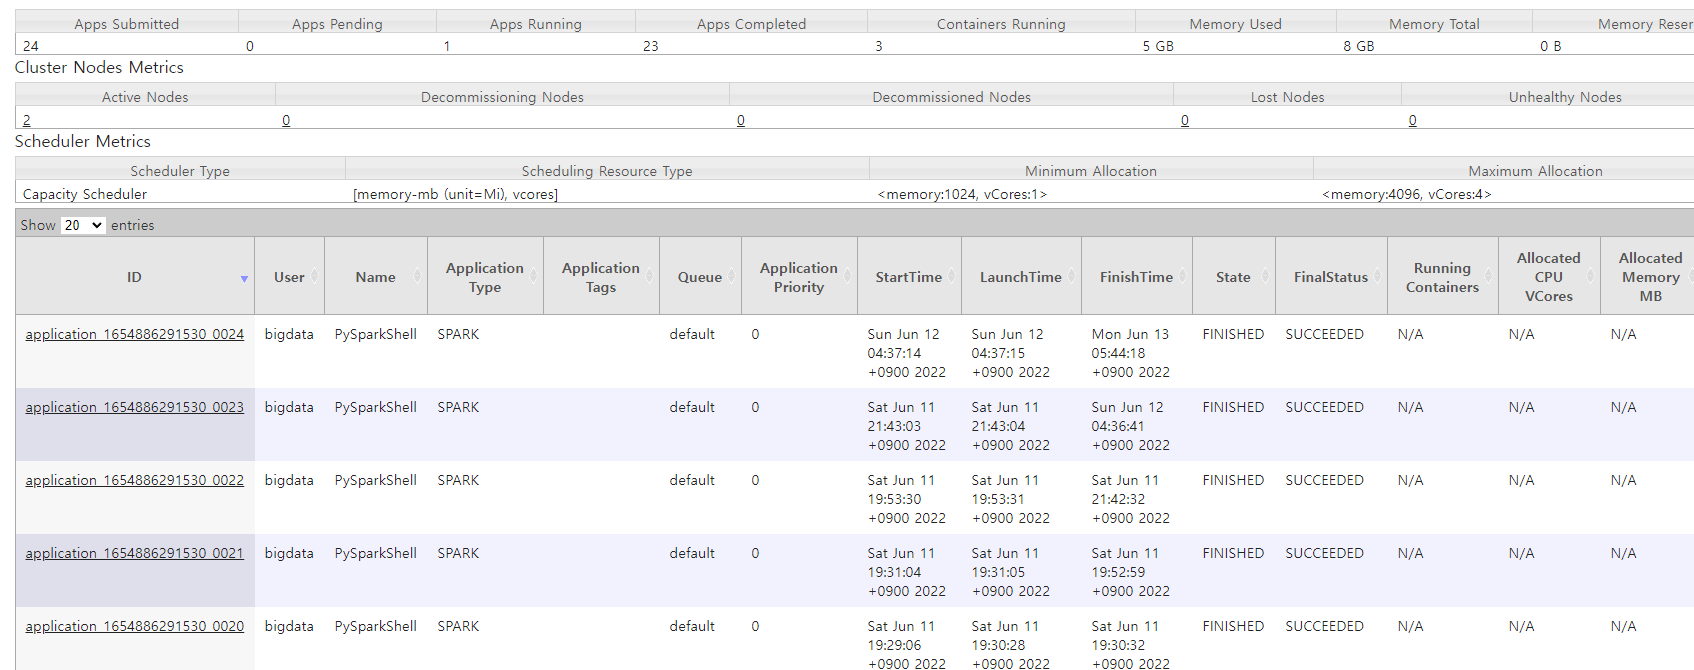 Apps Submitted Apps Pending Apps Running Apps Completed Containers Running Memory Used Memory Total Memory Reser
24 0 1 23 3 5 GB 8 GB 0 B
Cluster Nodes Metrics
Active Nodes Decommissioning Nodes Decommissioned Nodes Lost Nodes Unhealthy Nodes
2 0 0 0 0
Scheduler Metrics
Scheduler Type Scheduling Resource Type Minimum Allocation Maximum Allocation
Capacity Scheduler [memory-mb (unit=Mi), vcores] <memory:1024, vCores:1> <memory:4096, vCores:4>
Show 20 entries
ID User Name Application Type Application Tags Queue Application Priority StartTime LaunchTime FinishTime State FinalStatus Running Containers Allocated CPU VCores Allocated Memory MB
application_1654886291530_0024 bigdata PySparkShell SPARK default 0 Sun Jun 12 Sun Jun 12 Mon Jun 13 FINISHED SUCCEEDED N/A N/A N/A
04:37:14 04:37:15 05:44:18
+0900 2022 +0900 2022 +0900 2022
application_1654886291530_0023 bigdata PySparkShell SPARK default 0 Sat Jun 11 Sat Jun 11 Sun Jun 12 FINISHED SUCCEEDED N/A N/A N/A
21:43:03 21:43:04 04:36:41
+0900 2022 +0900 2022 +0900 2022
application_1654886291530_0022 bigdata PySparkShell SPARK default 0 Sat Jun 11 Sat Jun 11 Sat Jun 11 FINISHED SUCCEEDED N/A N/A N/A
19:53:30 19:53:31 21:42:32
+0900 2022 +0900 2022 +0900 2022
application_1654886291530_0021 bigdata PySparkShell SPARK default 0 Sat Jun 11 Sat Jun 11 Sat Jun 11 FINISHED SUCCEEDED N/A N/A N/A
19:31:04 19:31:05 19:52:59
+0900 2022 +0900 2022 +0900 2022
application_1654886291530_0020 bigdata PySparkShell SPARK default 0 Sat Jun 11 Sat Jun 11 Sat Jun 11 FINISHED SUCCEEDED N/A N/A N/A
19:29:06 19:30:28 19:30:32
+0900 2022 +0900 2022 +0900 2022